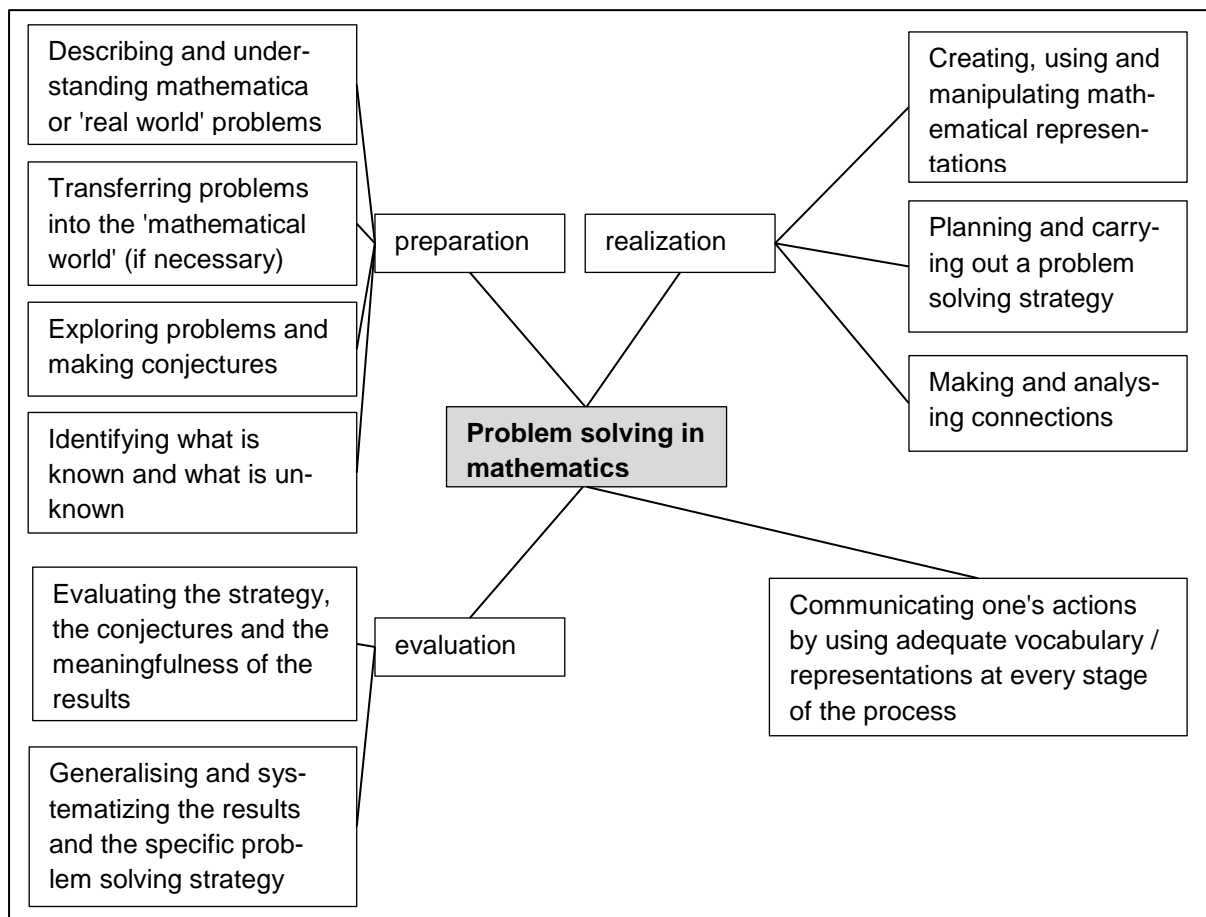 Describing and under-
standing mathematica
or 'real world' problems
Transferring problems
into the 'mathematical
world' (if necessary)
Exploring problems and
making conjectures
Identifying what is
known and what is un-
known
preparation
realization
Creating, using and
manipulating math-
ematical represen-
tations
Planning and carry-
ing out a problem
solving strategy
Making and analys-
ing connections
Problem solving in
mathematics
Evaluating the strategy,
the conjectures and the
meaningfulness of the
results
evaluation
Generalising and sys-
tematizing the results
and the specific prob-
lem solving strategy
Communicating one's actions
by using adequate vocabulary /
representations at every stage
of the process